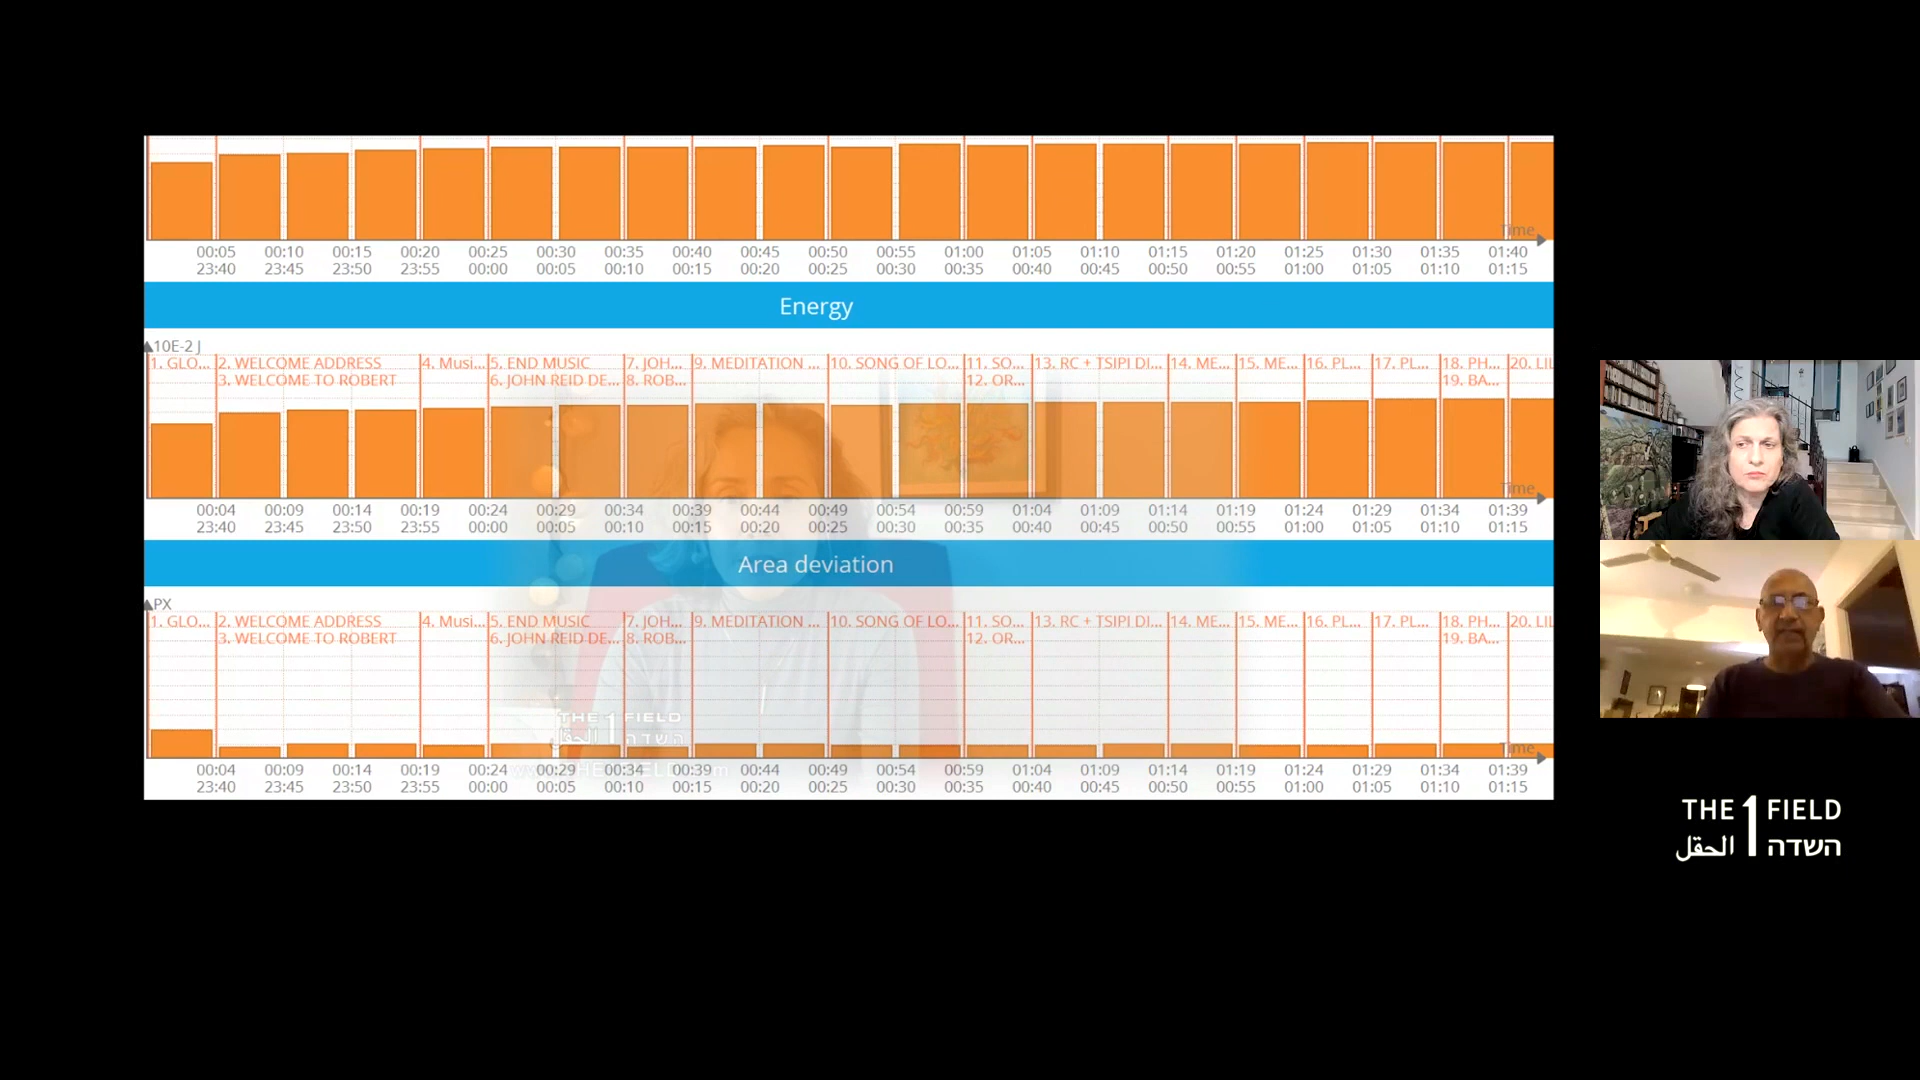 Time
00:05 00:10 00:15 00:20 00:25 00:30 00:35 00:40 00:45 00:50 00:55 01:00 01:05 01:10 01:15 01:20 01:25 01:30 01:35 01:40
23:40 23:45 23:50 23:55 00:00 00:05 00:10 00:15 00:20 00:25 00:30 00:35 00:40 00:45 00:50 00:55 01:00 01:05 01:10 01:15
Energy
10E-2 J
1. GLO... 2. WELCOME ADDRESS 4. Musi... 5. END MUSIC 7. JOH... 9. MEDITATION ... 10. SONG OF LO... 11. SO... 13. RC + TSIPI DI... 14. ME... 15. ME... 16. PL... 17. PL... 18. PH... 20. LIL
3. WELCOME TO ROBERT 6. JOHN REID DE... 8. ROB... 12. OR... 19. BA...
Time
00:04 00:09 00:14 00:19 00:24 00:29 00:34 00:39 00:44 00:49 00:54 00:59 01:04 01:09 01:14 01:19 01:24 01:29 01:34 01:39
23:40 23:45 23:50 23:55 00:00 00:05 00:10 00:15 00:20 00:25 00:30 00:35 00:40 00:45 00:50 00:55 01:00 01:05 01:10 01:15
Area deviation
PX
1. GLO... 2. WELCOME ADDRESS 4. Musi... 5. END MUSIC 7. JOH... 9. MEDITATION ... 10. SONG OF LO... 11. SO... 13. RC + TSIPI DI... 14. ME... 15. ME... 16. PL... 17. PL... 18. PH... 20. LIL
3. WELCOME TO ROBERT 6. JOHN REID DE... 8. ROB... 12. OR... 19. BA...
THE 1 FIELD
الحقل השדה
Time
00:04 00:09 00:14 00:19 00:24 00:29 00:34 00:39 00:44 00:49 00:54 00:59 01:04 01:09 01:14 01:19 01:24 01:29 01:34 01:39
23:40 23:45 23:50 23:55 00:00 00:05 00:10 00:15 00:20 00:25 00:30 00:35 00:40 00:45 00:50 00:55 01:00 01:05 01:10 01:15
THE 1 FIELD
الحقل השדה